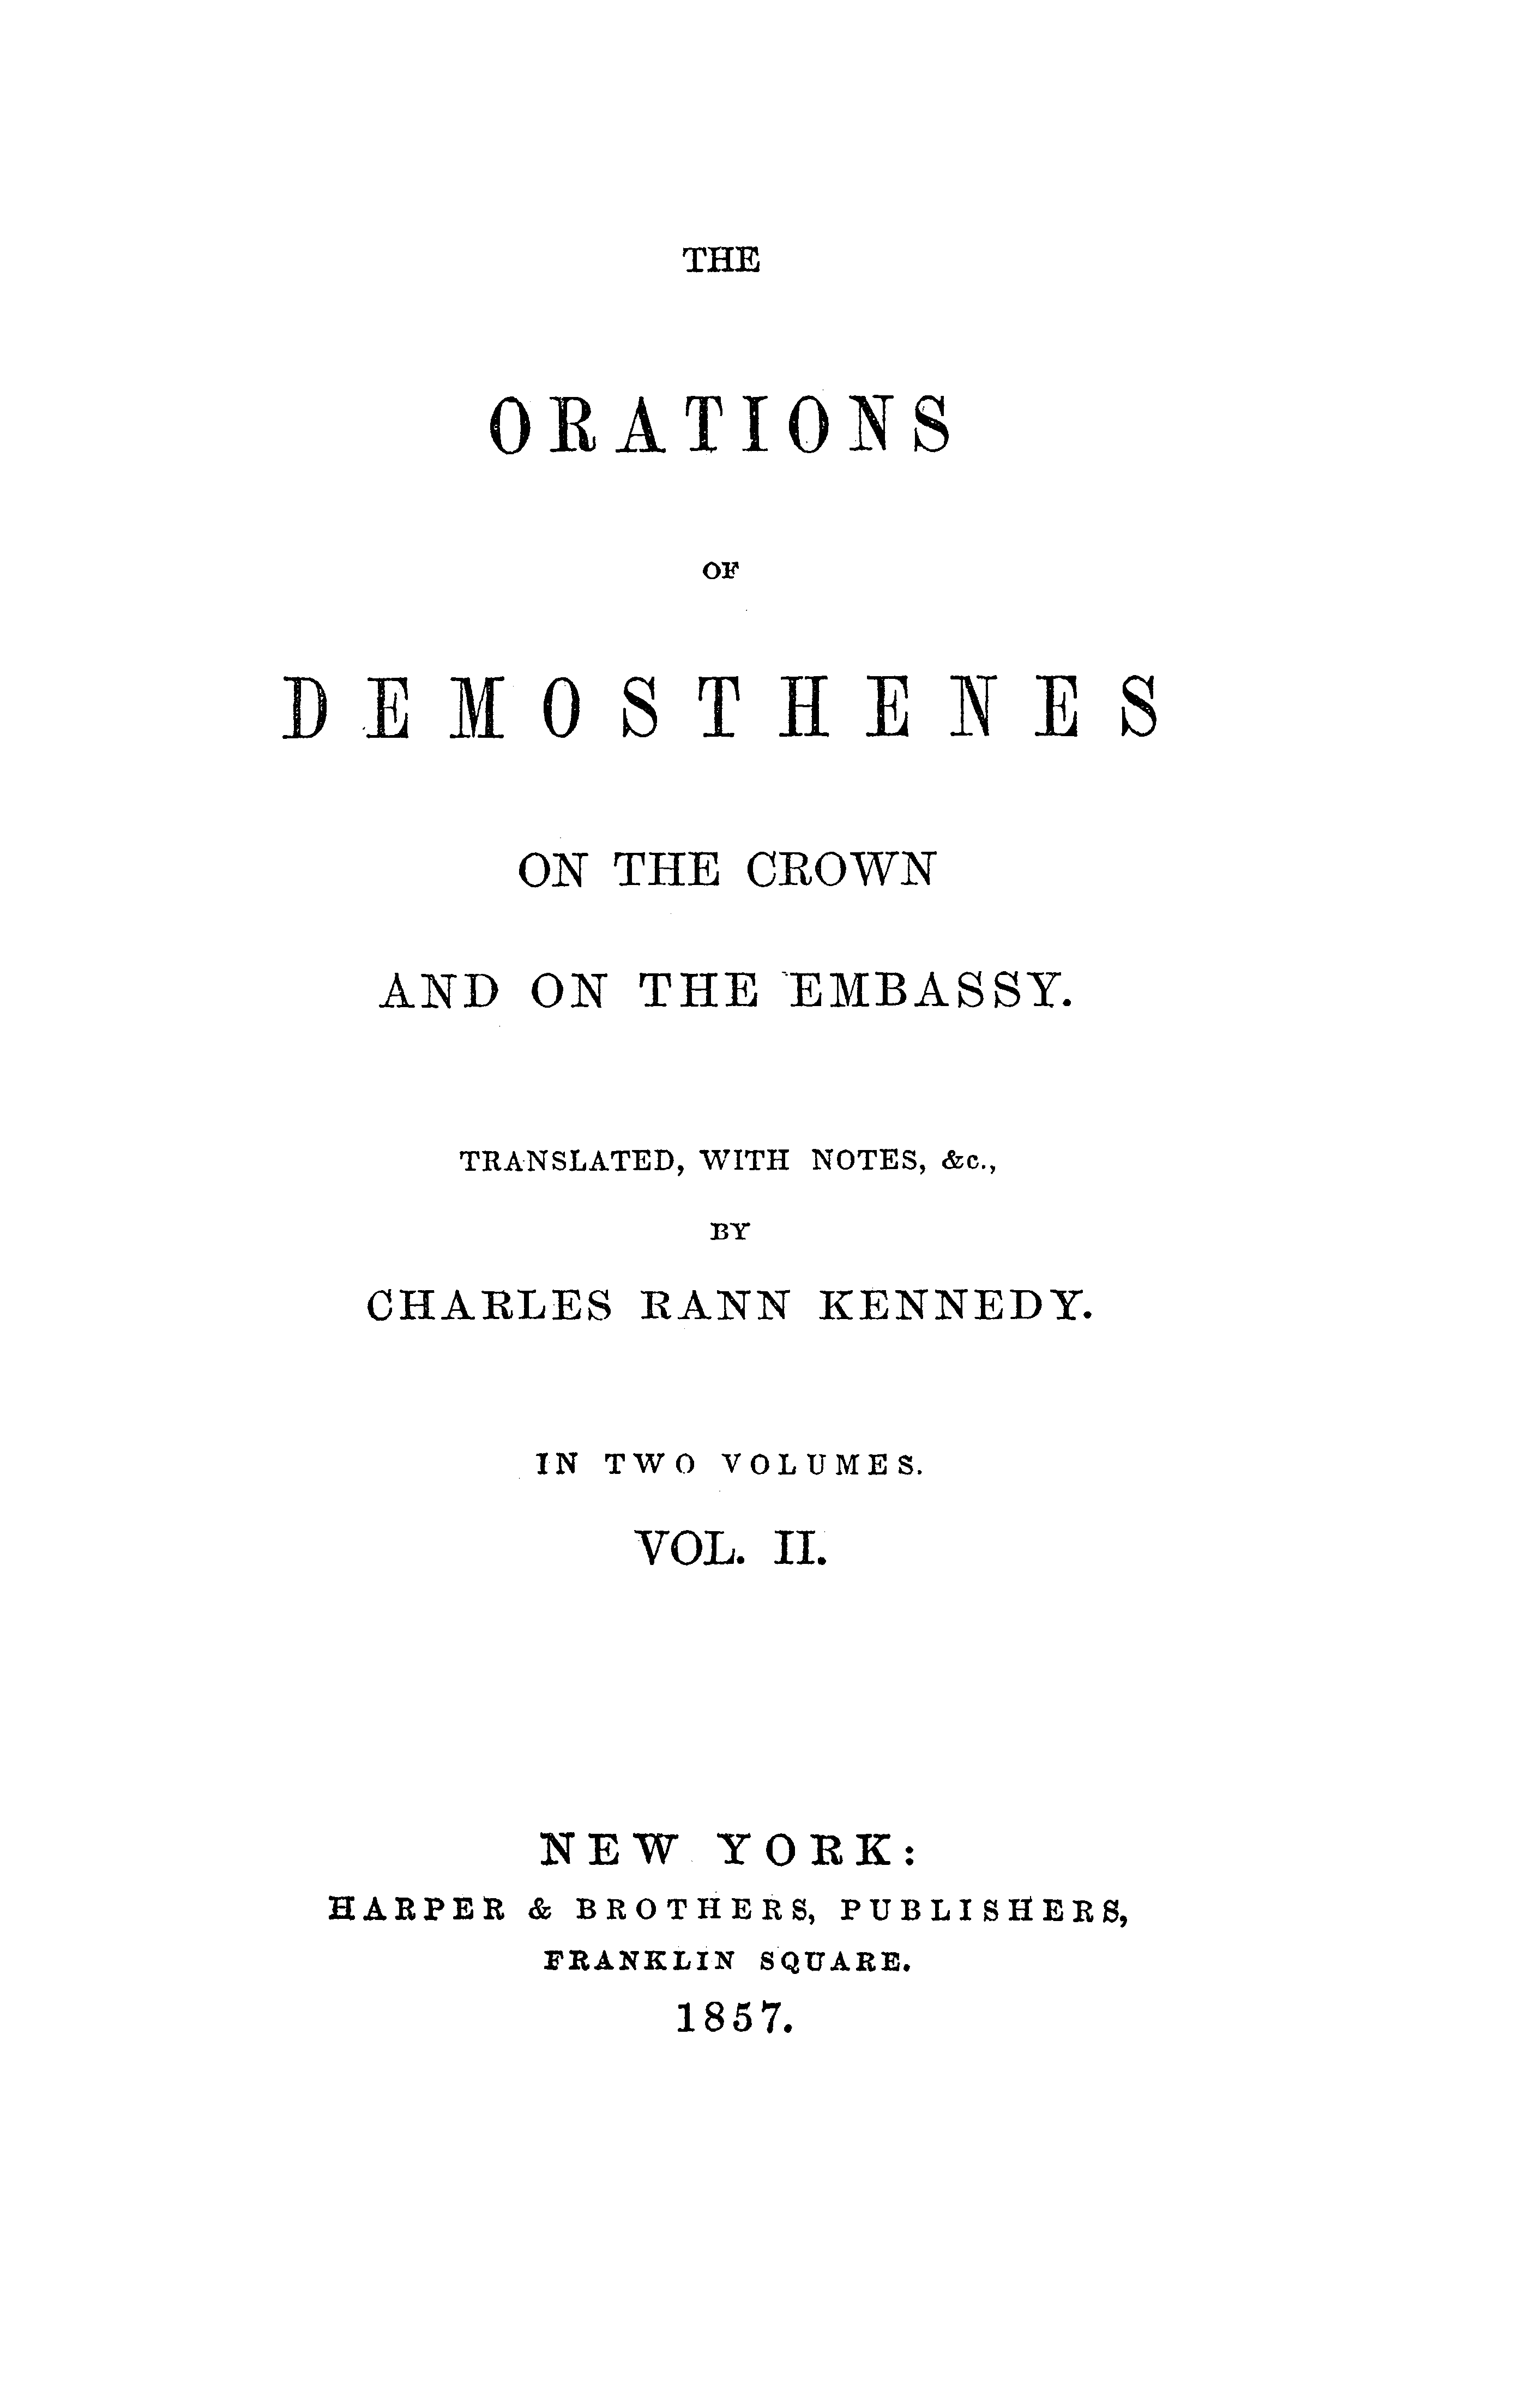 THE
ORATIONS
OF
DEMOSTHENES
ON THE CROWN
AND ON THE EMBASSY.
TRANSLATED, WITH NOTES, &c.,
BY
CHARLES RANN KENNEDY.
IN TWO VOLUMES.
VOL. II.
NEW YORK:
HARPER & BROTHERS, PUBLISHERS,
FRANKLIN SQUARE.
1857.